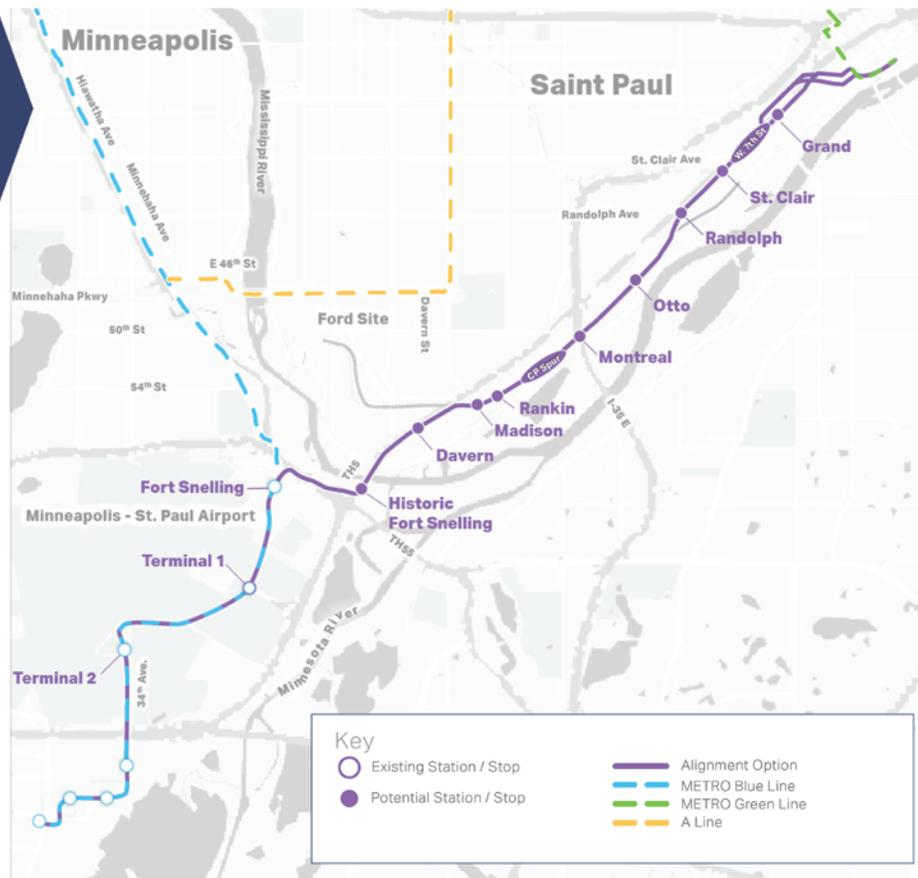 Minneapolis
Saint Paul
Hiawatha Ave
Mississippi River
Grand
W. 7th St
St. Clair Ave
Minnehaha Ave
St. Clair
Randolph Ave
Randolph
E 46th St
Minnehaha Pkwy
Otto
Ford Site
Davern St
50th St
Montreal
CP Spur
54th St
Rankin
I-35 E
Madison
Davern
TH5
Fort Snelling
Historic
Fort Snelling
Minneapolis - St. Paul Airport
TH55
Terminal 1
Minnesota River
Terminal 2
34th Ave.
Key
Existing Station / Stop
Potential Station / Stop
Alignment Option
METRO Blue Line
METRO Green Line
A Line